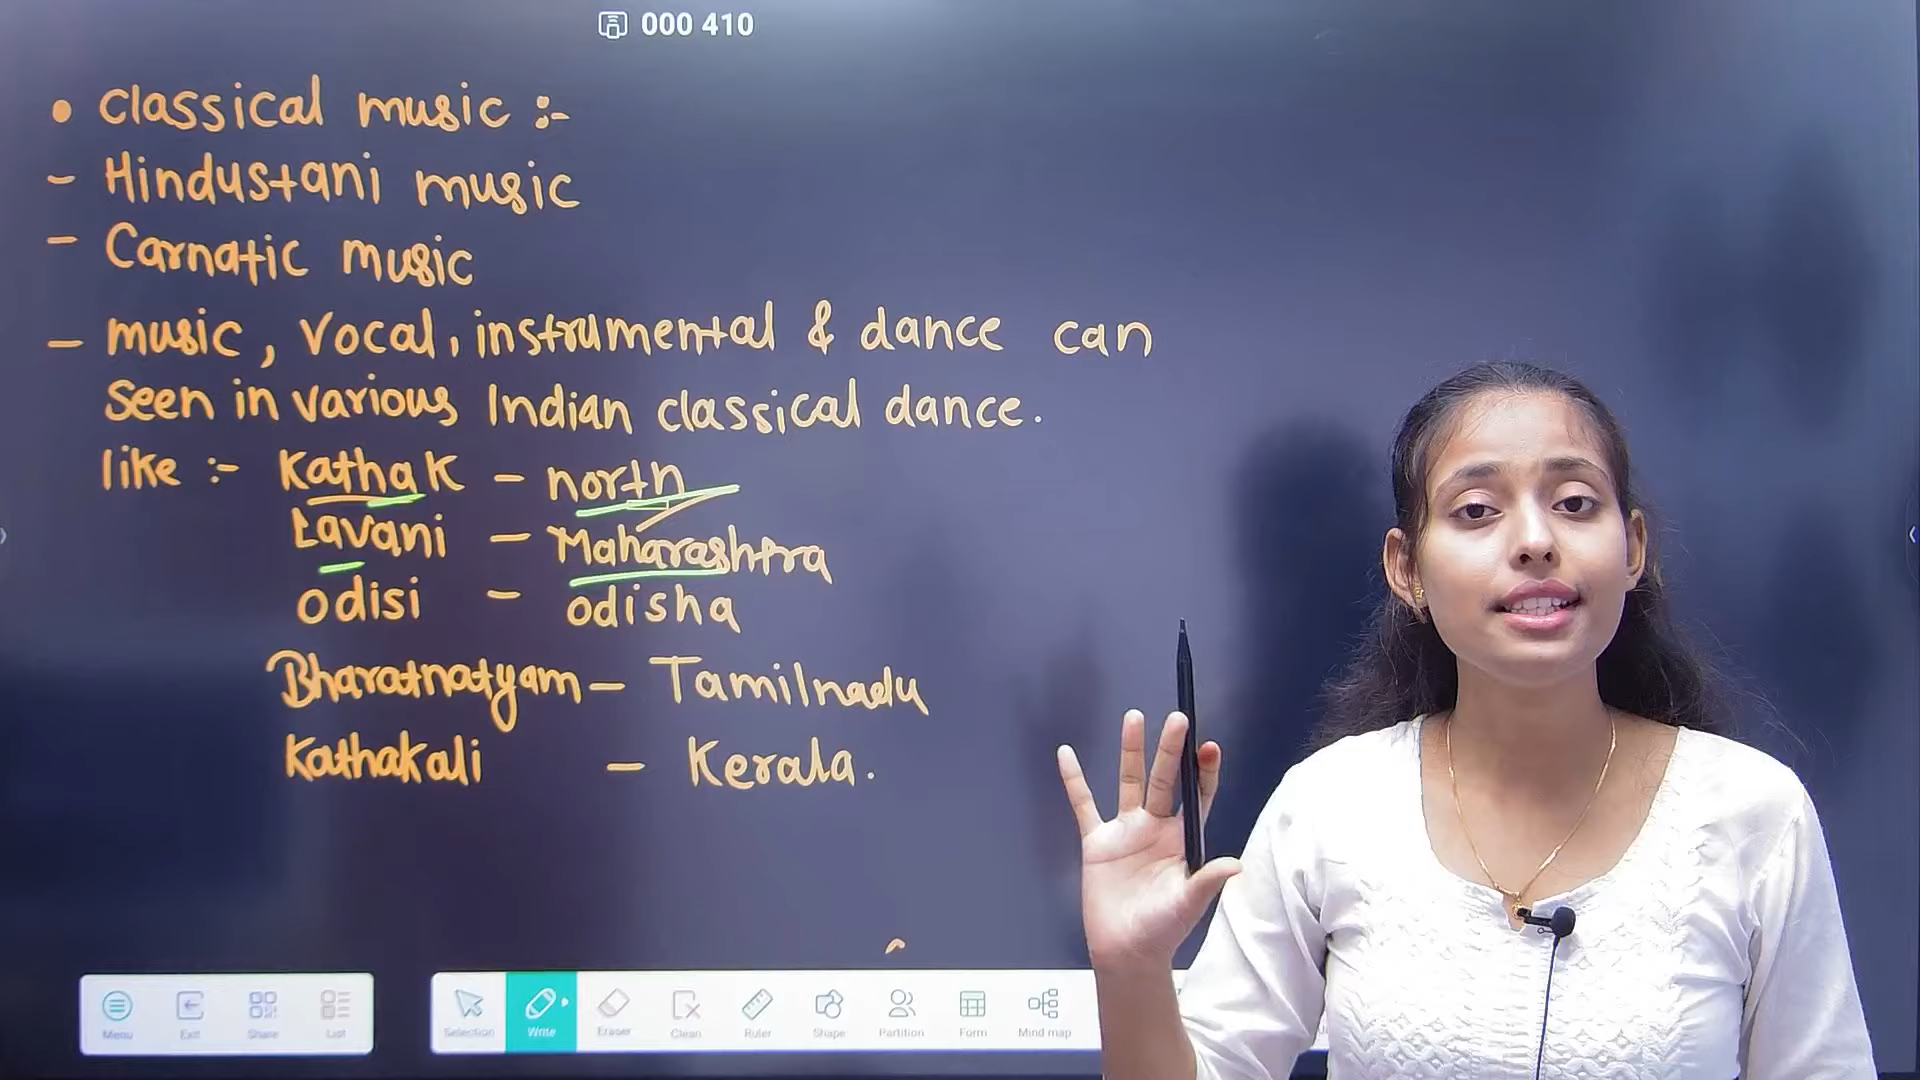 000 410
• Classical music :-
- Hindustani music
- Carnatic music
- music, vocal, instrumental & dance can
seen in various Indian classical dance.
like :- Kathak - north
Lavani - Maharashtra
odisi - odisha
Bharatnatyam - Tamilnadu
Kathakali - Kerala.
Menu Exit Share List Selection Write Eraser Clean Ruler Shape Partition Form Mind map